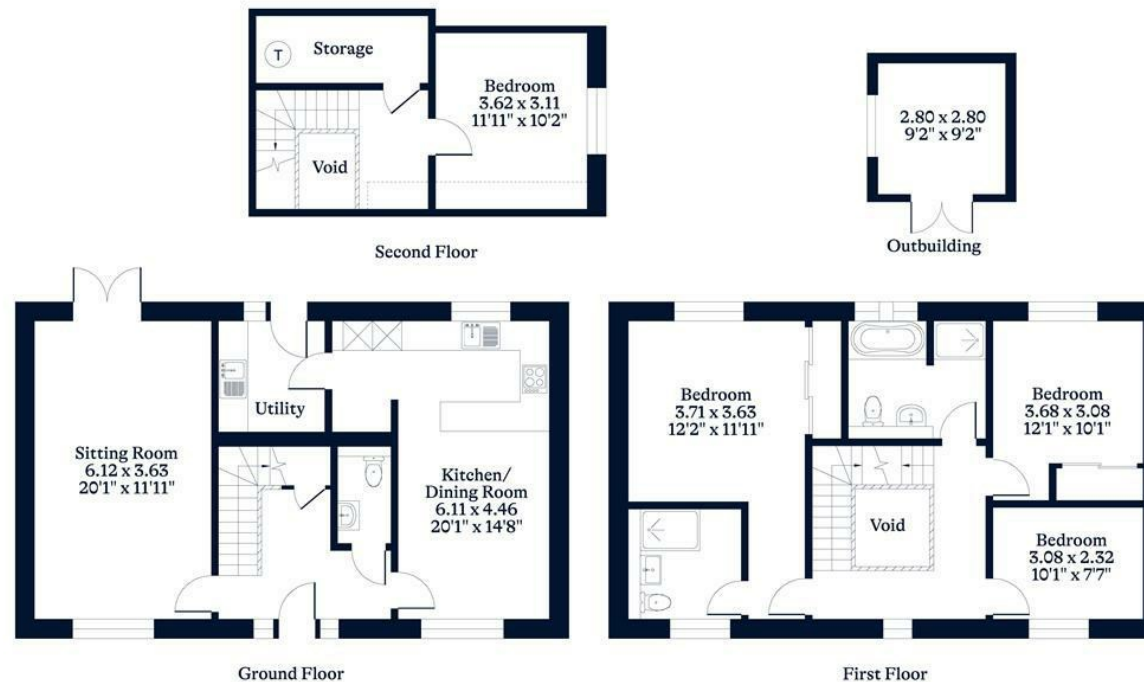 T
Storage
Bedroom
3.62 x 3.11
11'11" x 10'2"
Void
Second Floor
2.80 x 2.80
9'2" x 9'2"
Outbuilding
Sitting Room
6.12 x 3.63
20'1" x 11'11"
Utility
Kitchen/
Dining Room
6.11 x 4.46
20'1" x 14'8"
Ground Floor
Bedroom
3.71 x 3.63
12'2" x 11'11"
Bedroom
3.68 x 3.08
12'1" x 10'1"
Void
Bedroom
3.08 x 2.32
10'1" x 7'7"
First Floor